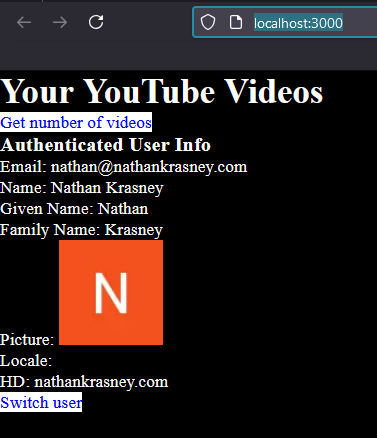 localhost:3000
Your YouTube Videos
Get number of videos
Authenticated User Info
Email: nathan@nathankrasney.com
Name: Nathan Krasney
Given Name: Nathan
Family Name: Krasney
N
Picture:
Locale:
HD: nathankrasney.com
Switch user